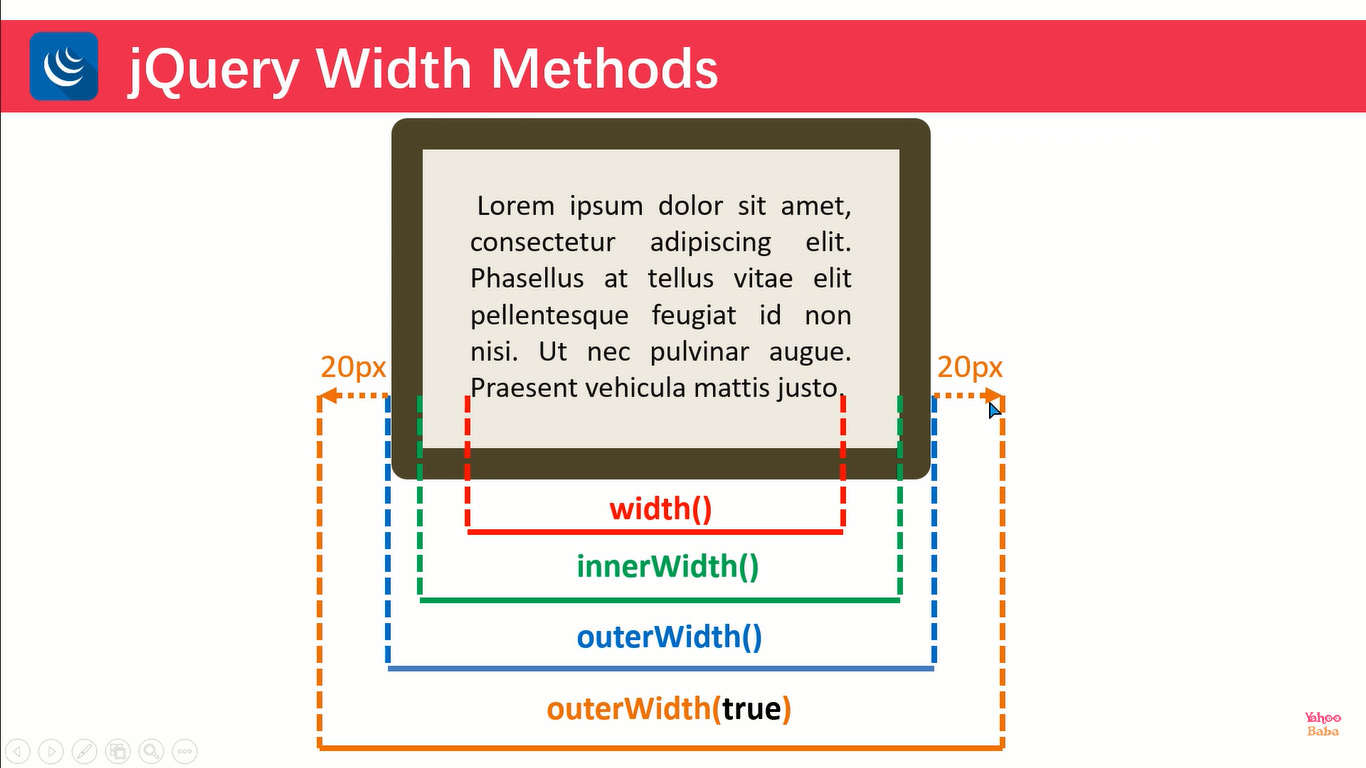 jQuery Width Methods
Lorem ipsum dolor sit amet,
consectetur adipiscing elit.
Phasellus at tellus vitae elit
pellentesque feugiat id non
nisi. Ut nec pulvinar augue.
Praesent vehicula mattis justo.
20px
20px
width()
innerWidth()
outerWidth()
outerWidth(true)
Yahoo
Baba